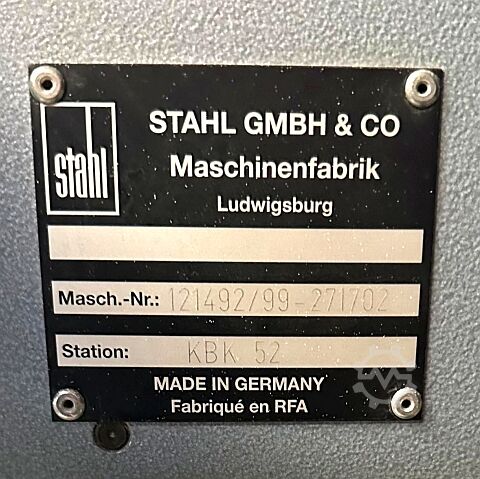 stahl
STAHL GMBH & CO
Maschinenfabrik
Ludwigsburg
Masch.-Nr.: 121492/99-271702
Station: KBK 52
MADE IN GERMANY
Fabriqué en RFA